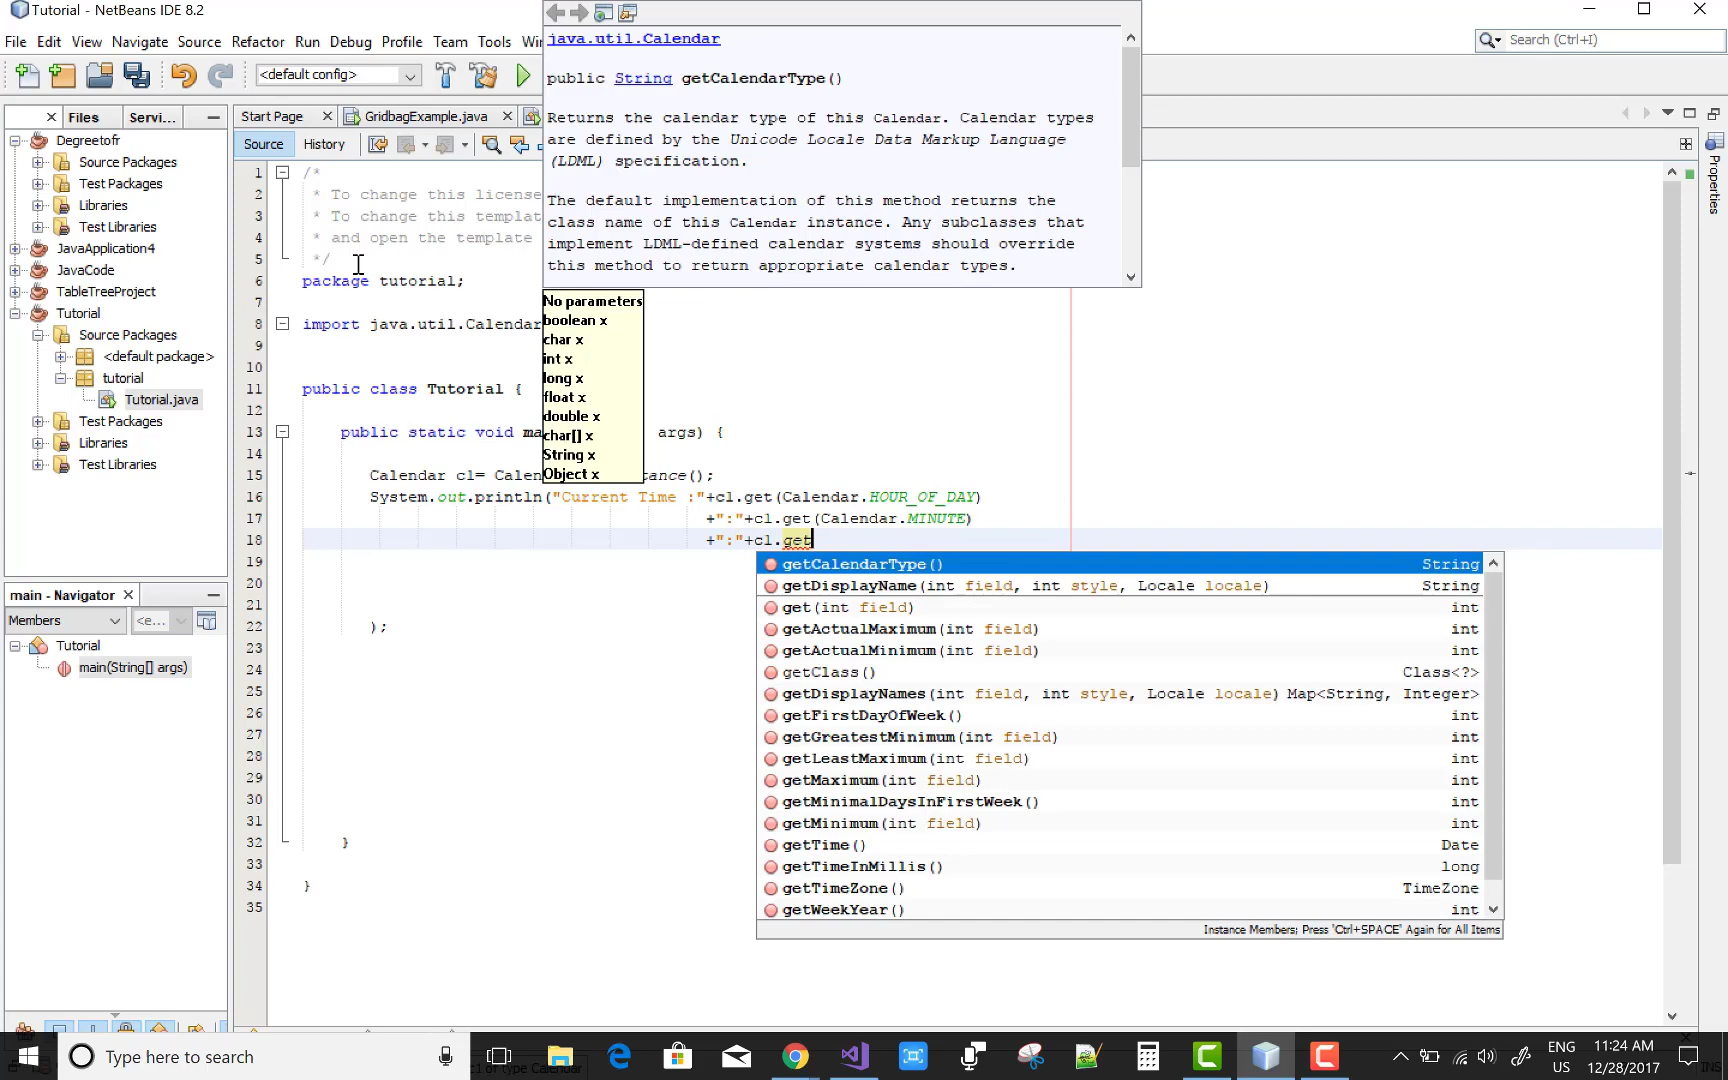 Tutorial - NetBeans IDE 8.2
File Edit View Navigate Source Refactor Run Debug Profile Team Tools
Search (Ctrl+I)
<default config>
Files Servi...
Start Page GridbagExample.java
Source History
Properties
Degreetofr
Source Packages
Test Packages
Libraries
Test Libraries
JavaApplication4
JavaCode
TableTreeProject
Tutorial
Source Packages
<default package>
tutorial
Tutorial.java
Test Packages
Libraries
Test Libraries
main - Navigator
Members <e...
Tutorial
main(String[] args)
java.util.Calendar
public String getCalendarType()
Returns the calendar type of this Calendar. Calendar types
are defined by the Unicode Locale Data Markup Language
(LDML) specification.
The default implementation of this method returns the
class name of this Calendar instance. Any subclasses that
implement LDML-defined calendar systems should override
this method to return appropriate calendar types.
No parameters
boolean x
char x
int x
long x
float x
double x
char[] x
String x
Object x
1 /*
2 * To change this license
3 * To change this templat
4 * and open the template
5 */
6 package tutorial;
7
8 import java.util.Calendar
9
10
11 public class Tutorial {
12
13 public static void ma args) {
14
15 Calendar cl= Calen tance();
16 System.out.println("Current Time :"+cl.get(Calendar.HOUR_OF_DAY)
17 +":"+cl.get(Calendar.MINUTE)
18 +":"+cl.get
19
20
21
22 );
23
24
25
26
27
28
29
30
31
32 }
33
34 }
35
getCalendarType() String
getDisplayName(int field, int style, Locale locale) String
get(int field) int
getActualMaximum(int field) int
getActualMinimum(int field) int
getClass() Class<?>
getDisplayNames(int field, int style, Locale locale) Map<String, Integer>
getFirstDayOfWeek() int
getGreatestMinimum(int field) int
getLeastMaximum(int field) int
getMaximum(int field) int
getMinimalDaysInFirstWeek() int
getMinimum(int field) int
getTime() Date
getTimeInMillis() long
getTimeZone() TimeZone
getWeekYear() int
Instance Members; Press 'Ctrl+SPACE' Again for All Items
Type here to search
ENG
US
11:24 AM
12/28/2017
INS